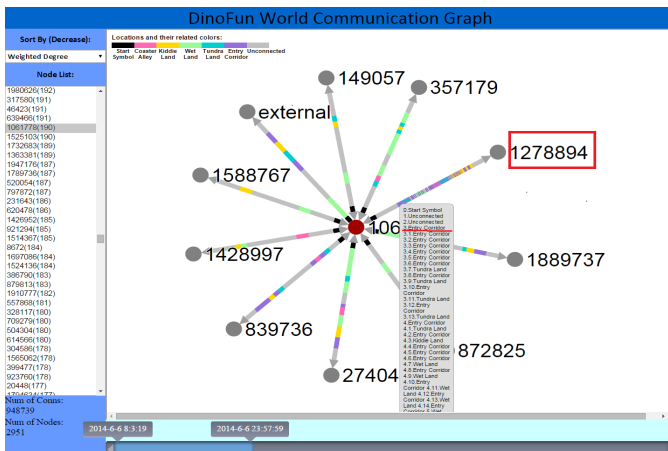 DinoFun World Communication Graph
Sort By (Decrease):
Weighted Degree
Node List:
1980626(192)
317580(191)
46423(191)
639466(191)
1061778(190)
1525103(190)
1732683(189)
1363381(189)
1947176(187)
1789736(187)
520054(187)
797872(187)
231643(186)
620478(186)
1426952(185)
921294(185)
1514367(185)
8672(184)
1697086(184)
1524136(184)
386790(183)
879813(183)
1910777(182)
557868(181)
328117(180)
709279(180)
504304(180)
614566(180)
304586(178)
1565062(178)
399477(178)
923760(178)
20448(177)
1794634(177)
Num of Conns:
948739
Num of Nodes:
2951
Locations and their related colors:
Start Symbol
Coaster Alley
Kiddie Land
Wet Land
Tundra Land
Entry Corridor
Unconnected
149057
357179
external
1278894
1588767
106
1428997
1889737
839736
872825
27404
0.Start Symbol
1.Unconnected
2.Unconnected
3.Entry Corridor
3.1.Entry Corridor
3.2.Entry Corridor
3.3.Entry Corridor
3.4.Entry Corridor
3.5.Entry Corridor
3.6.Entry Corridor
3.7.Tundra Land
3.8.Entry Corridor
3.9.Tundra Land
3.10.Entry
Corridor
3.11.Tundra Land
3.12.Entry
Corridor
3.13.Tundra Land
4.Entry Corridor
4.1.Tundra Land
4.2.Entry Corridor
4.3.Kiddie Land
4.4.Entry Corridor
4.5.Entry Corridor
4.6.Entry Corridor
4.7.Wet Land
4.8.Entry Corridor
4.9.Wet Land
4.10.Entry
Corridor 4.11.Wet
Land 4.12.Entry
Corridor 4.13.Wet
Land 4.14.Entry
2014-6-6 8:3:19
2014-6-6 23:57:59